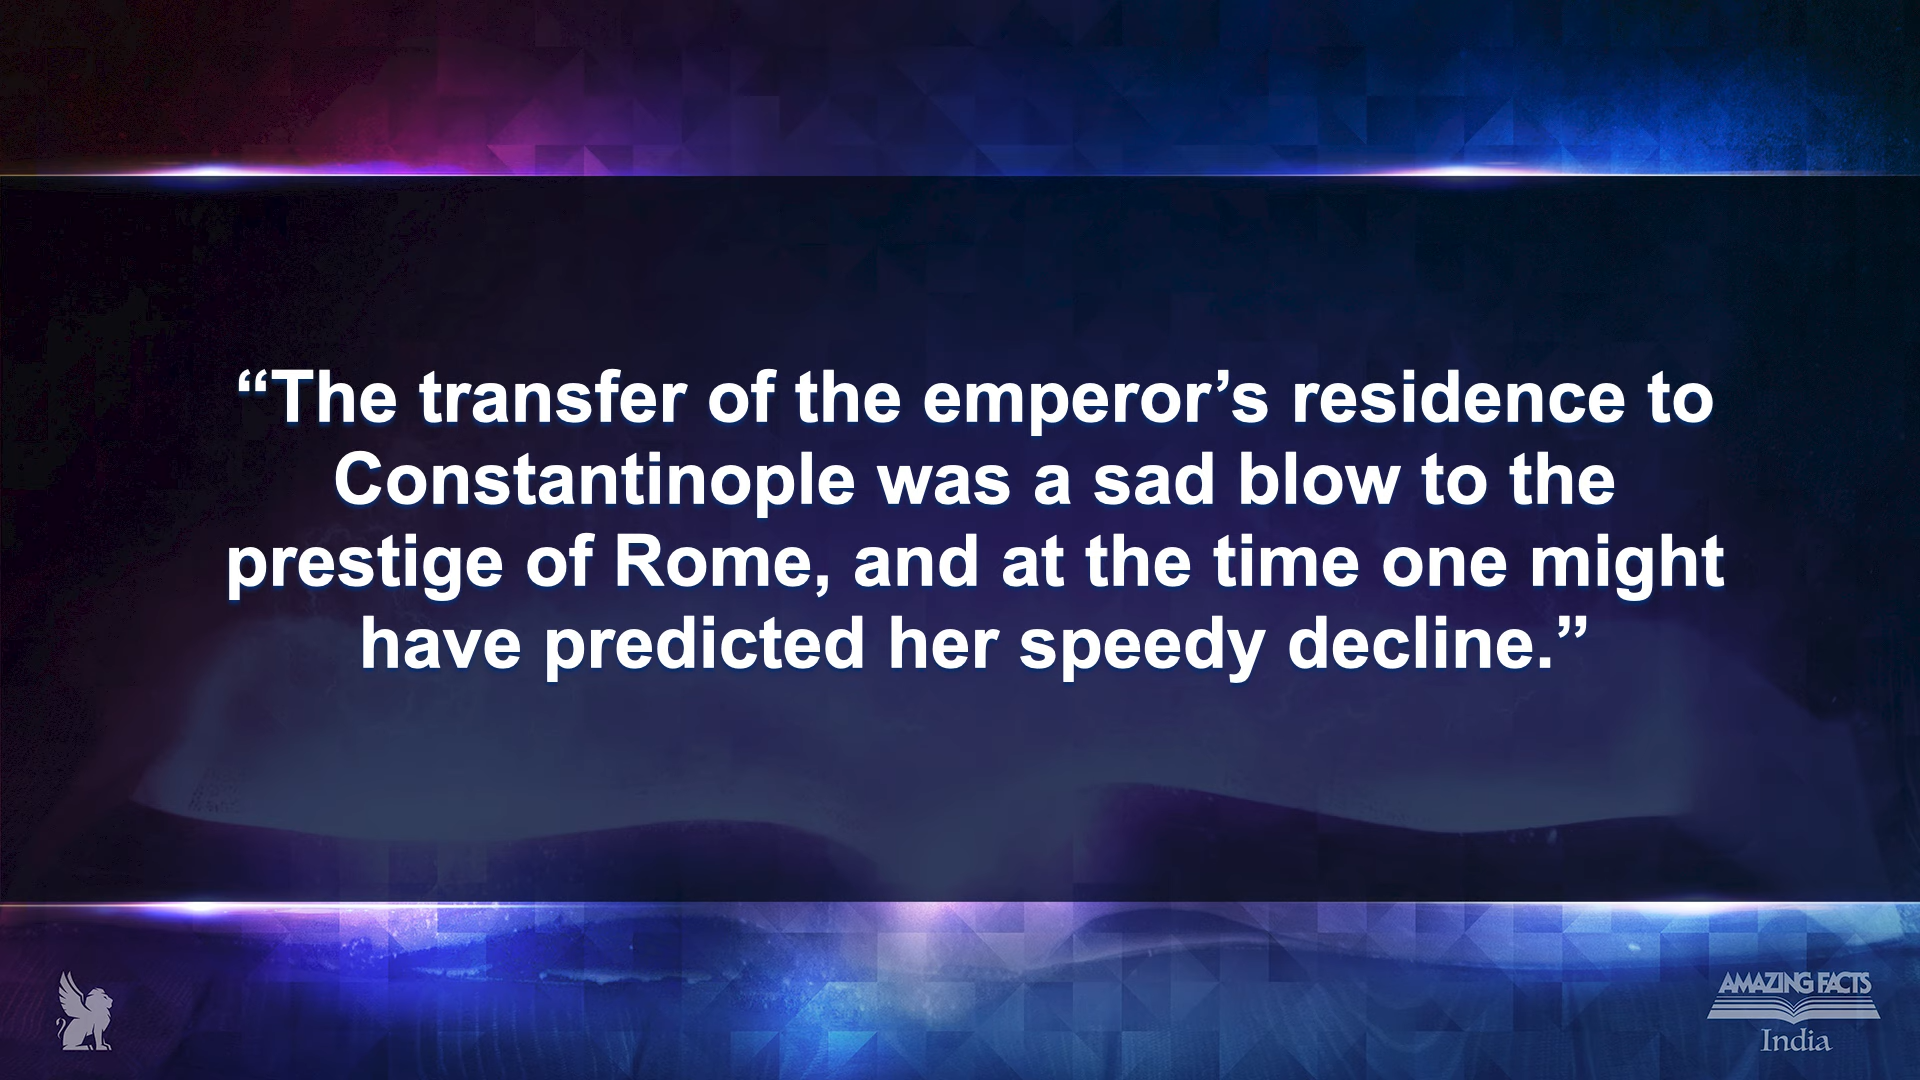 “The transfer of the emperor’s residence to
Constantinople was a sad blow to the
prestige of Rome, and at the time one might
have predicted her speedy decline.”
AMAZING FACTS
India